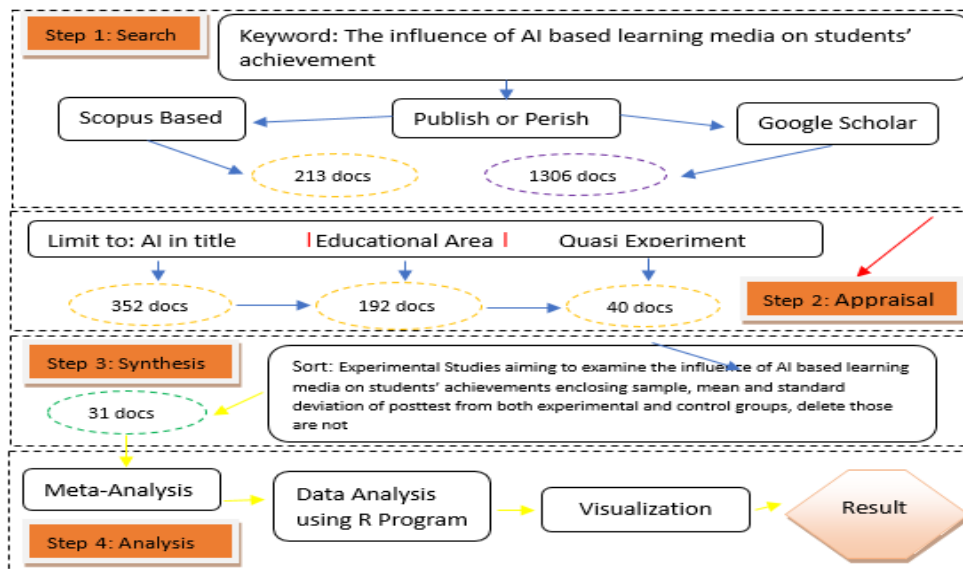 Step 1: Search
Keyword: The influence of AI based learning media on students’
achievement
Scopus Based
Publish or Perish
Google Scholar
213 docs
1306 docs
Limit to: AI in title
Educational Area
Quasi Experiment
352 docs
192 docs
40 docs
Step 2: Appraisal
Step 3: Synthesis
Sort: Experimental Studies aiming to examine the influence of AI based learning
media on students’ achievements enclosing sample, mean and standard
deviation of posttest from both experimental and control groups, delete those
are not
31 docs
Meta-Analysis
Data Analysis
using R Program
Visualization
Result
Step 4: Analysis